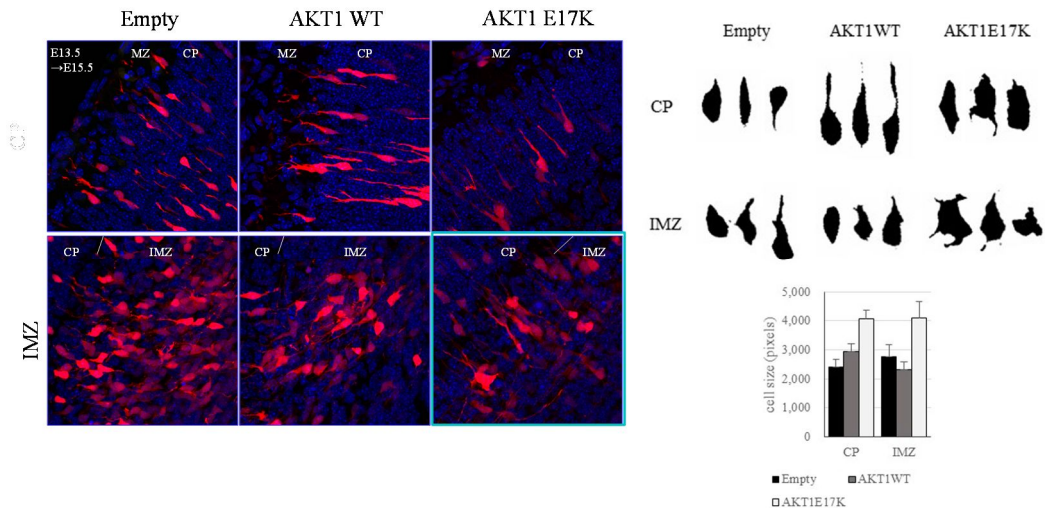 Empty AKT1 WT AKT1 E17K
E13.5 MZ CP MZ CP MZ CP
→E15.5
CP
CP IMZ CP IMZ CP IMZ
IMZ
Empty AKT1WT AKT1E17K
CP
IMZ
5,000
4,000
3,000
2,000
1,000
0
cell size (pixels)
CP IMZ
Empty AKT1WT
AKT1E17K